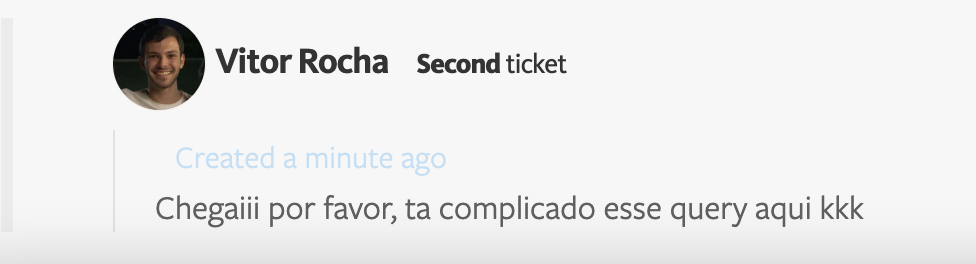 Vitor Rocha Second ticket
Created a minute ago
Chegaiii por favor, ta complicado esse query aqui kkk